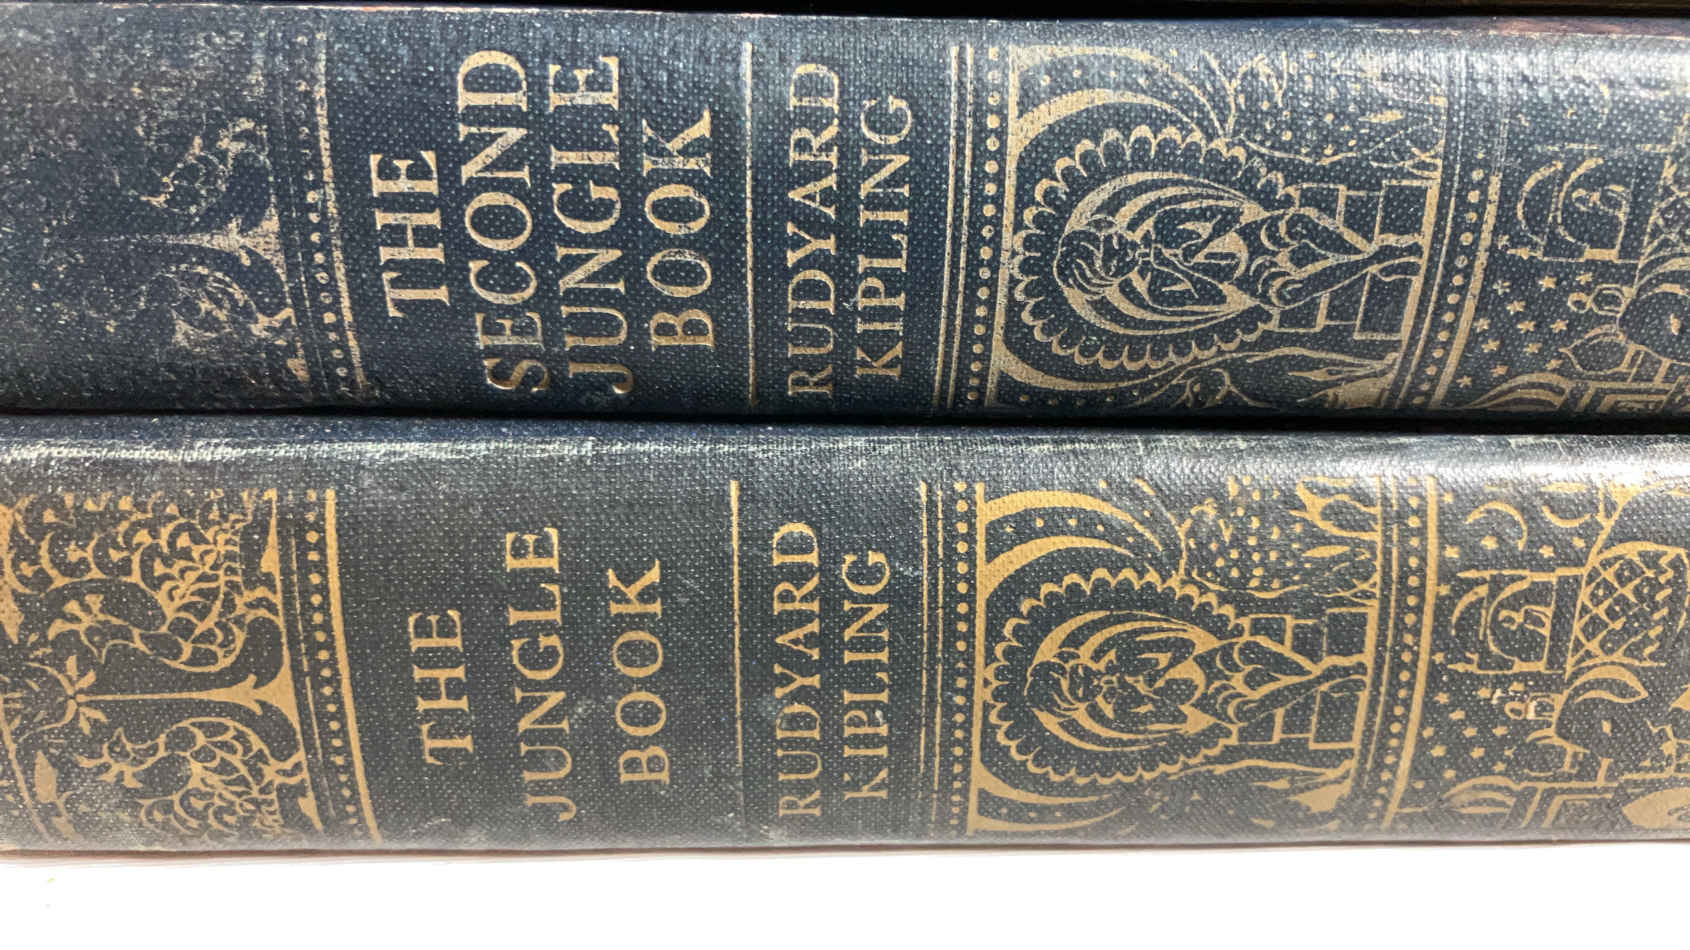 THE
SECOND
JUNGLE
BOOK
RUDYARD
KIPLING
THE
JUNGLE
BOOK
RUDYARD
KIPLING